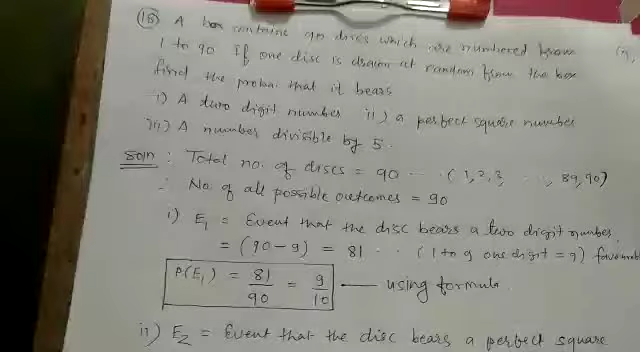 (18) A box contains 90 discs which are numbered from
1 to 90 If one disc is drawn at random from the box
find the proba. that it bears
i) A two digit number ii) a perfect square number
iii) A number divisible by 5.
Soln : Total no. of discs = 90 ... (1,2,3, ..., 89,90)
∴ No. of all possible outcomes = 90
i) E₁ = Event that the disc bears a two digit number.
= (90-9) = 81 .. (1 to 9 one digit = 9)
P(E₁) = 81/90 = 9/10 — using formula.
ii) E₂ = Event that the disc bears a perfect square